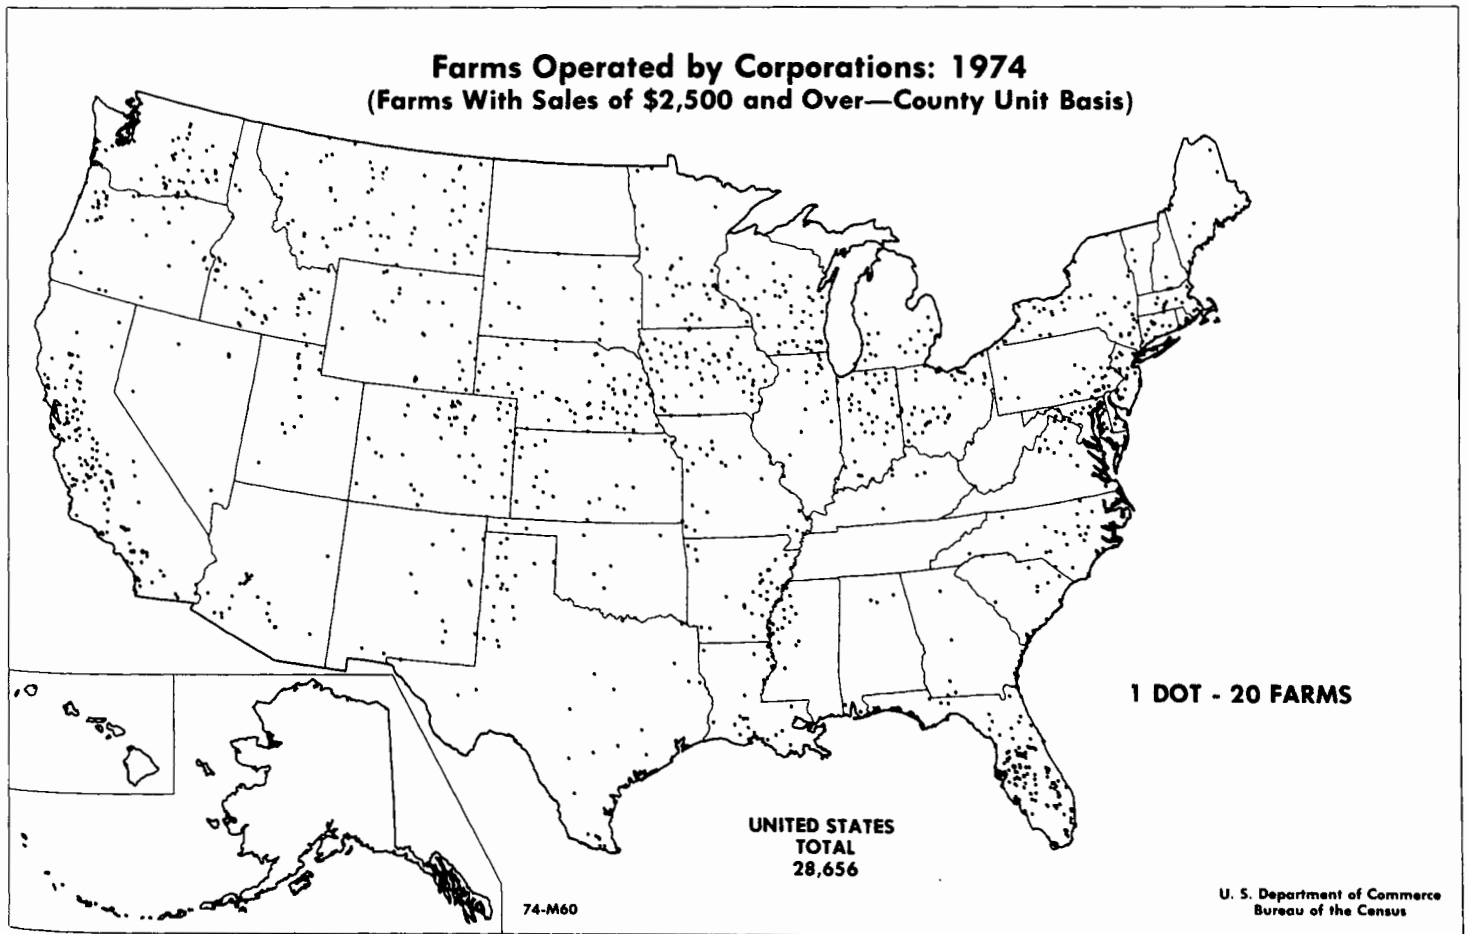 Farms Operated by Corporations: 1974
(Farms With Sales of $2,500 and Over—County Unit Basis)
1 DOT - 20 FARMS
UNITED STATES
TOTAL
28,656
74-M60
U. S. Department of Commerce
Bureau of the Census